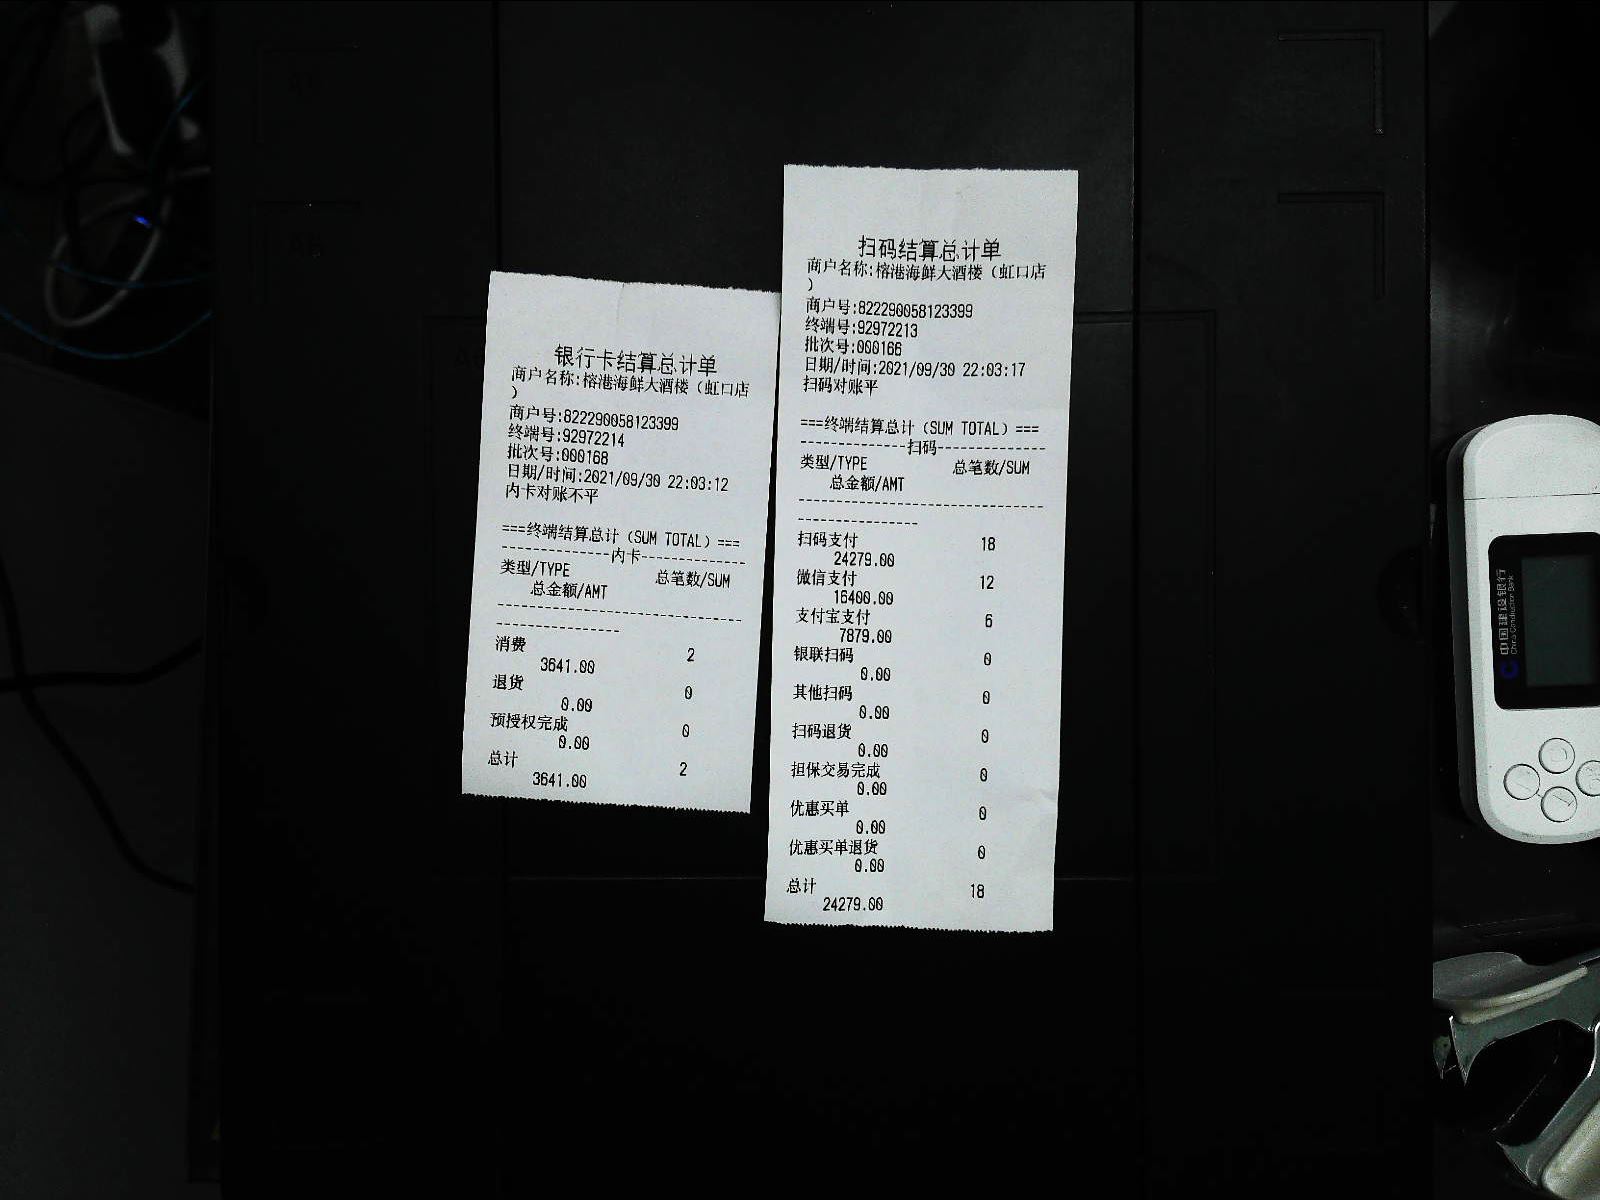 银行卡结算总计单
商户名称:榕港海鲜大酒楼（虹口店
）
商户号:822290058123399
终端号:92972214
批次号:000168
日期/时间:2021/09/30 22:03:12
内卡对账不平
===终端结算总计（SUM TOTAL）===
---------------内卡---------------
类型/TYPE 总笔数/SUM
总金额/AMT
--------------------------------
----------------
消费 2
3641.00
退货 0
0.00
预授权完成 0
0.00
总计 2
3641.00
扫码结算总计单
商户名称:榕港海鲜大酒楼（虹口店
）
商户号:822290058123399
终端号:92972213
批次号:000166
日期/时间:2021/09/30 22:03:17
扫码对账平
===终端结算总计（SUM TOTAL）===
---------------扫码---------------
类型/TYPE 总笔数/SUM
总金额/AMT
--------------------------------
----------------
扫码支付 18
24279.00
微信支付 12
16400.00
支付宝支付 6
7879.00
银联扫码 0
0.00
其他扫码 0
0.00
扫码退货 0
0.00
担保交易完成 0
0.00
优惠买单 0
0.00
优惠买单退货 0
0.00
总计 18
24279.00
中国建设银行
China Construction Bank